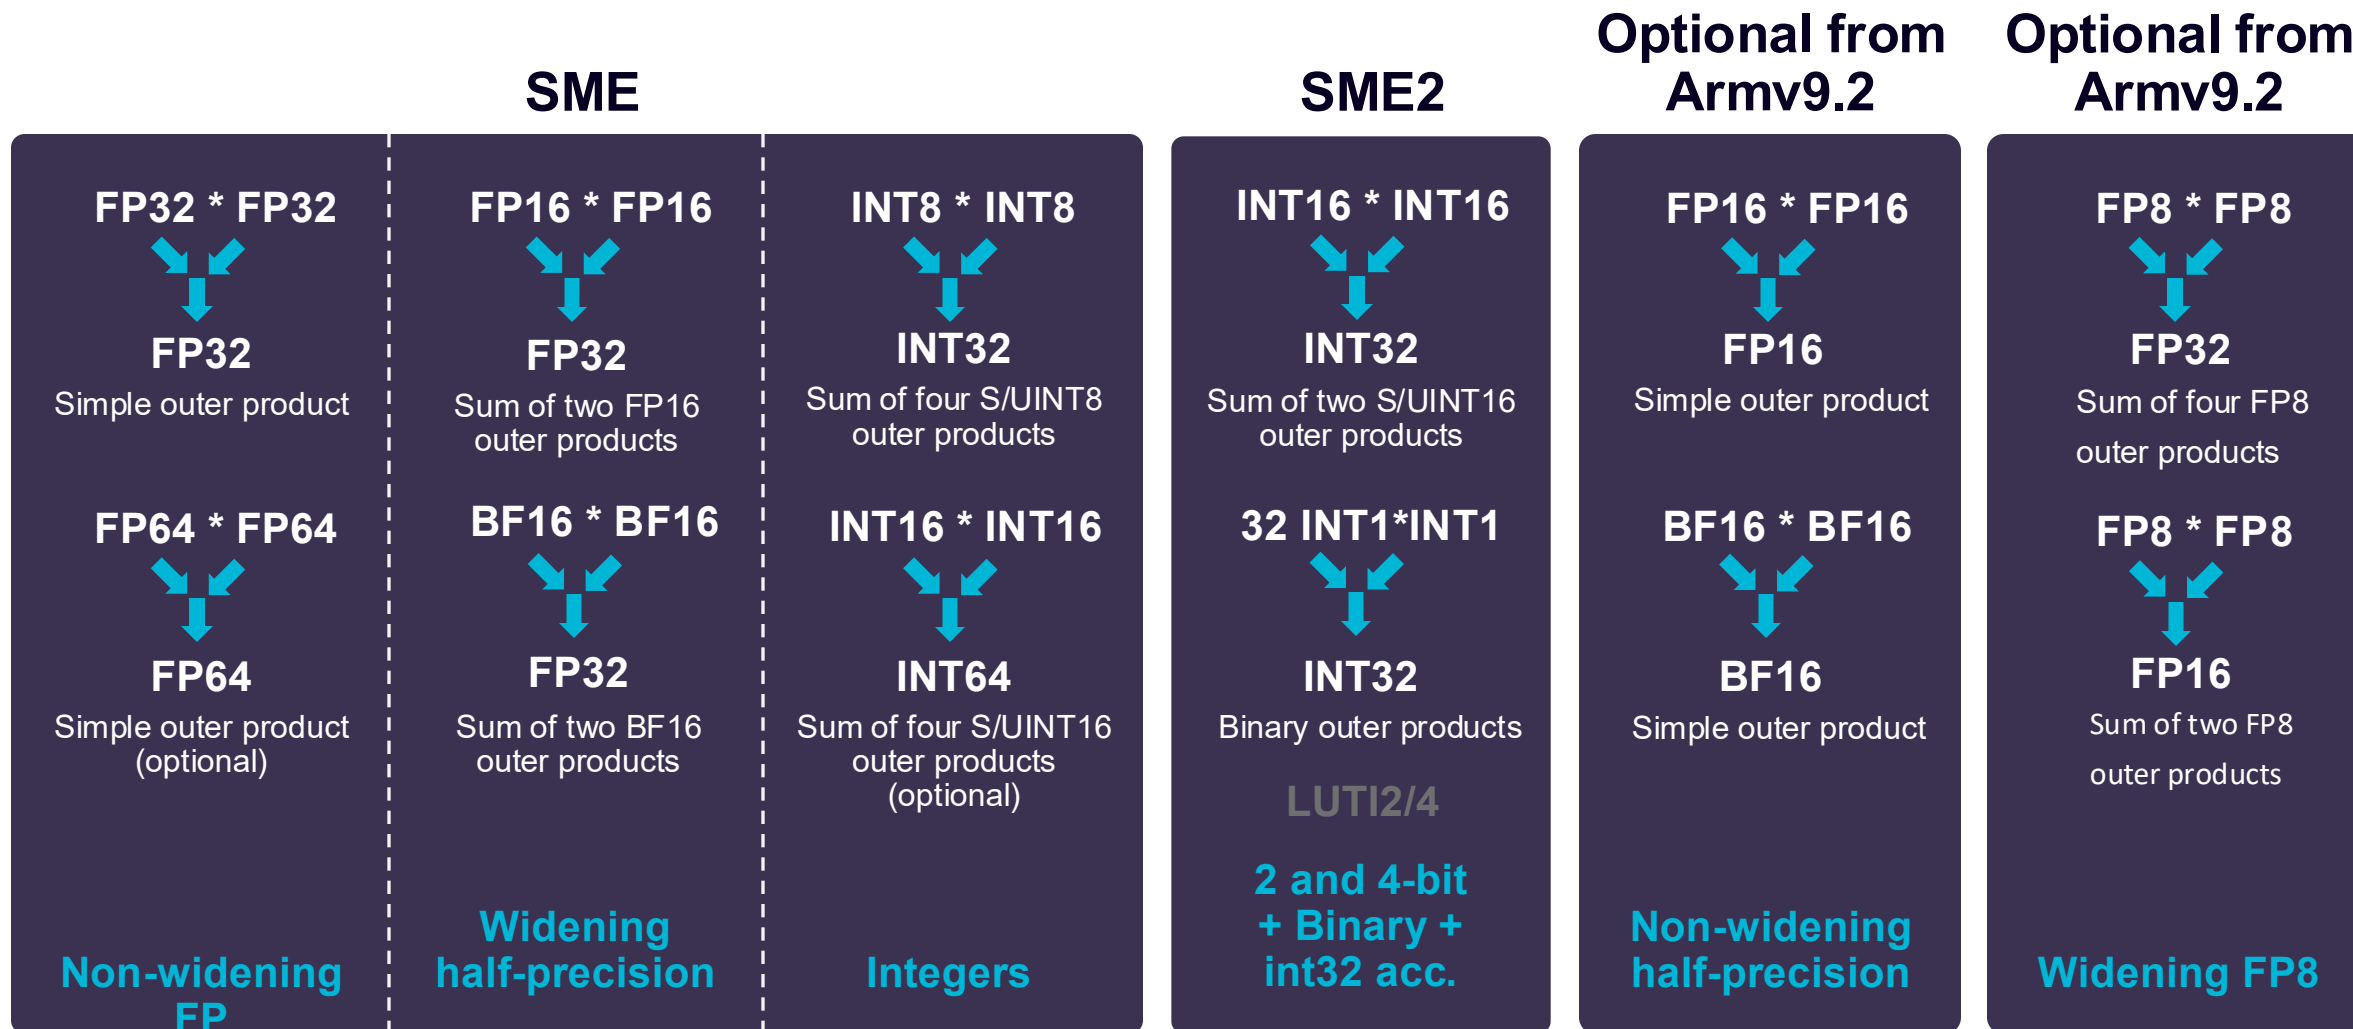 SME
FP32 * FP32
FP32
Simple outer product
FP64 * FP64
FP64
Simple outer product
(optional)
Non-widening
FP
FP16 * FP16
FP32
Sum of two FP16
outer products
BF16 * BF16
FP32
Sum of two BF16
outer products
Widening
half-precision
INT8 * INT8
INT32
Sum of four S/UINT8
outer products
INT16 * INT16
INT64
Sum of four S/UINT16
outer products
(optional)
Integers
SME2
INT16 * INT16
INT32
Sum of two S/UINT16
outer products
32 INT1*INT1
INT32
Binary outer products
LUTI2/4
2 and 4-bit
+ Binary +
int32 acc.
Optional from
Armv9.2
FP16 * FP16
FP16
Simple outer product
BF16 * BF16
BF16
Simple outer product
Non-widening
half-precision
Optional from
Armv9.2
FP8 * FP8
FP32
Sum of four FP8
outer products
FP8 * FP8
FP16
Sum of two FP8
outer products
Widening FP8